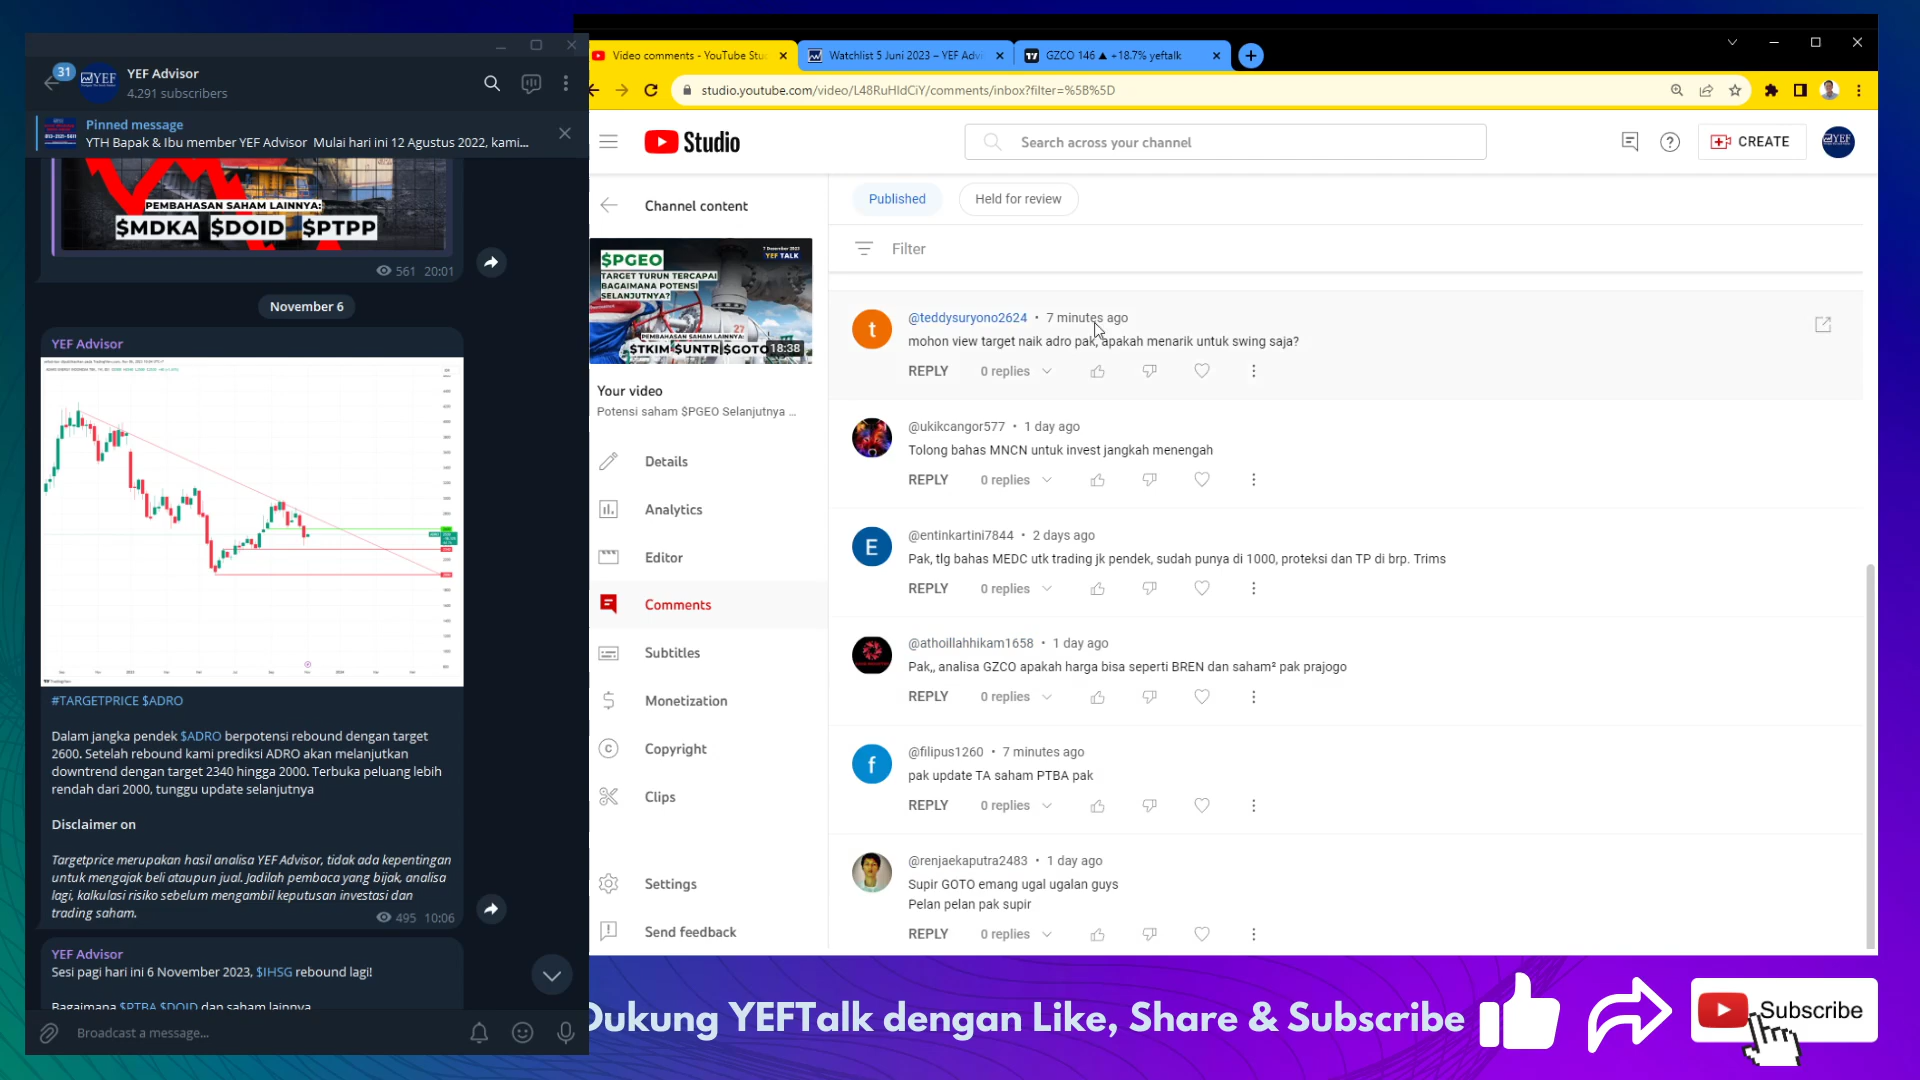 31
YEF
YEF Advisor
4.291 subscribers
Pinned message
YTH Bapak & Ibu member YEF Advisor Mulai hari ini 12 Agustus 2022, kami...
PEMBAHASAN SAHAM LAINNYA:
$MDKA $DOID $PTPP
561 20:01
November 6
YEF Advisor
#TARGETPRICE $ADRO
Dalam jangka pendek $ADRO berpotensi rebound dengan target
2600. Setelah rebound kami prediksi ADRO akan melanjutkan
downtrend dengan target 2340 hingga 2000. Terbuka peluang lebih
rendah dari 2000, tunggu update selanjutnya
Disclaimer on
Targetprice merupakan hasil analisa YEF Advisor, tidak ada kepentingan
untuk mengajak beli ataupun jual. Jadilah pembaca yang bijak, analisa
lagi, kalkulasi risiko sebelum mengambil keputusan investasi dan
trading saham.
495 10:06
YEF Advisor
Sesi pagi hari ini 6 November 2023, $IHSG rebound lagi!
Bagaimana $PTBA $DOID dan saham lainnya
Broadcast a message...
Video comments - YouTube Stu
Watchlist 5 Juni 2023 – YEF Advi
GZCO 146 ▲ +18.7% yeftalk
studio.youtube.com/video/L48RuHIdCiY/comments/inbox?filter=%5B%5D
Studio
Search across your channel
CREATE
Channel content
$PGEO
TARGET TURUN TERCAPAI
BAGAIMANA POTENSI
SELANJUTNYA?
YEF TALK
PEMBAHASAN SAHAM LAINNYA:
$TKIM $UNTR $GOTO
18:38
Your video
Potensi saham $PGEO Selanjutnya ...
Details
Analytics
Editor
Comments
Subtitles
Monetization
Copyright
Clips
Settings
Send feedback
Published
Held for review
Filter
t
@teddysuryono2624 • 7 minutes ago
mohon view target naik adro pak, apakah menarik untuk swing saja?
REPLY 0 replies
@ukikcangor577 • 1 day ago
Tolong bahas MNCN untuk invest jangkah menengah
REPLY 0 replies
E
@entinkartini7844 • 2 days ago
Pak, tlg bahas MEDC utk trading jk pendek, sudah punya di 1000, proteksi dan TP di brp. Trims
REPLY 0 replies
@athoillahhikam1658 • 1 day ago
Pak,, analisa GZCO apakah harga bisa seperti BREN dan saham² pak prajogo
REPLY 0 replies
f
@filipus1260 • 7 minutes ago
pak update TA saham PTBA pak
REPLY 0 replies
@renjaekaputra2483 • 1 day ago
Supir GOTO emang ugal ugalan guys
Pelan pelan pak supir
REPLY 0 replies
Dukung YEFTalk dengan Like, Share & Subscribe
Subscribe